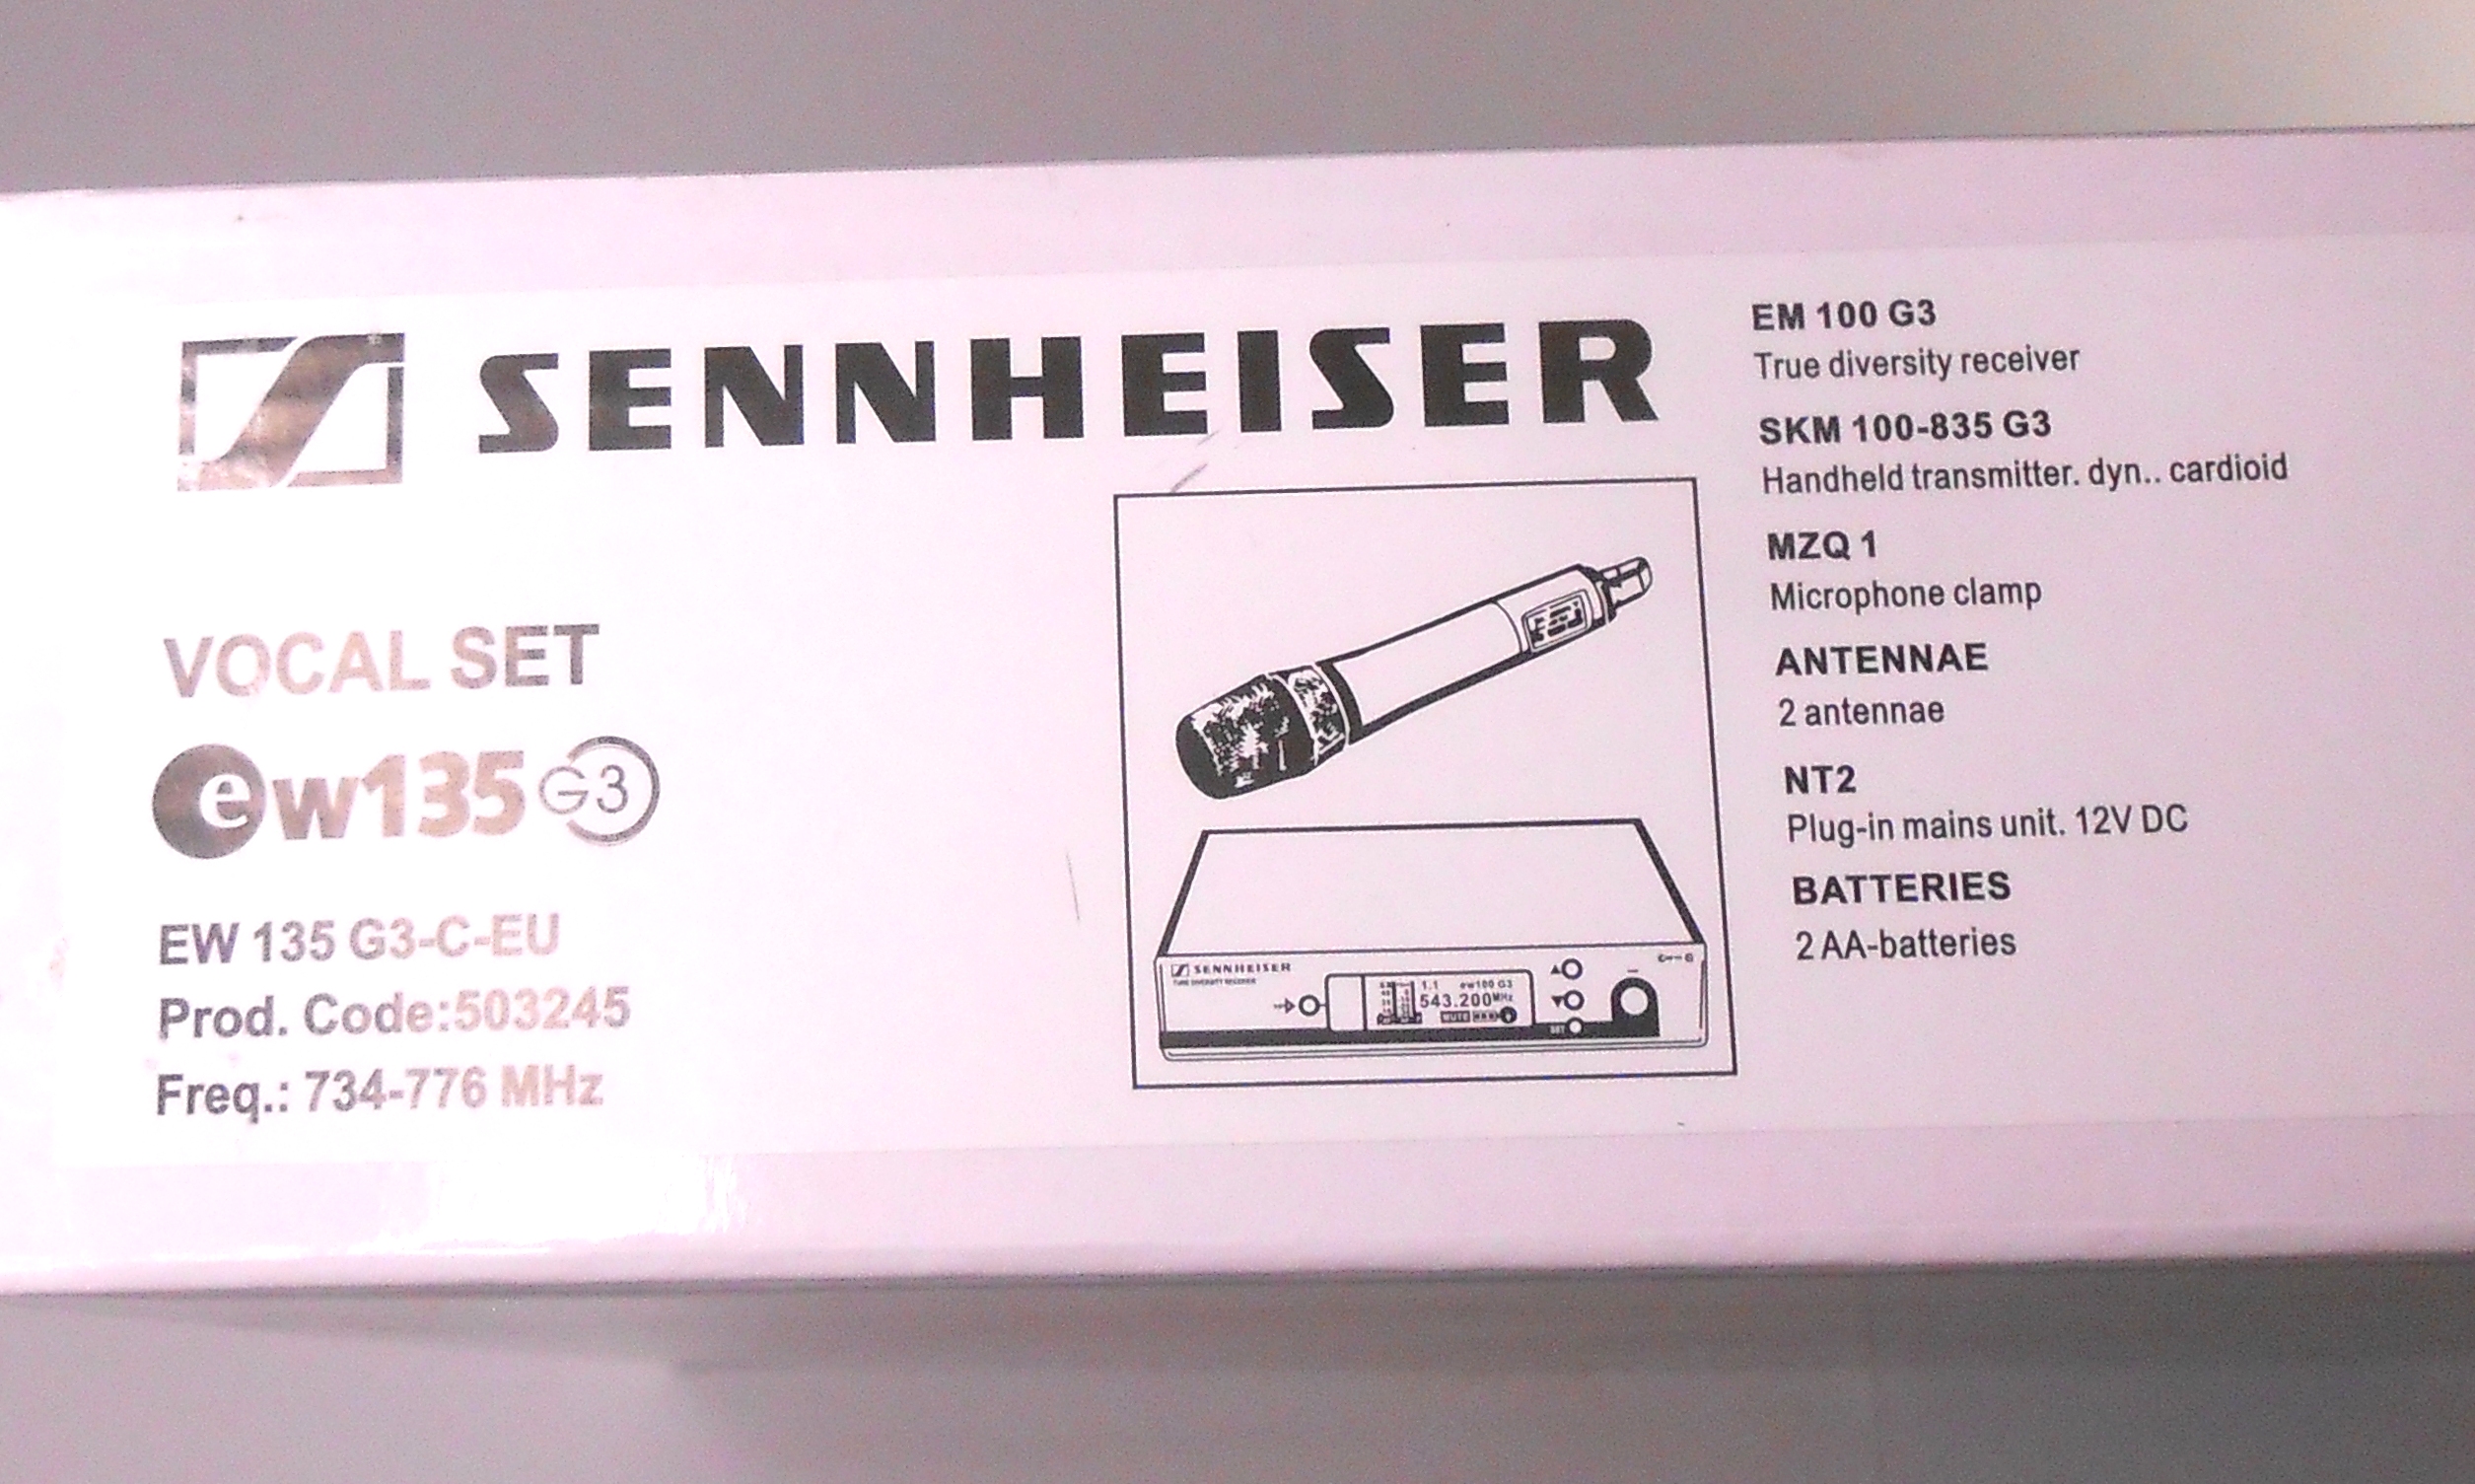 SENNHEISER
VOCAL SET
ew135 G3
EW 135 G3-C-EU
Prod. Code:503245
Freq.: 734-776 MHz
SENNHEISER
1.1 ew100 G3
543.200MHz
MUTE
SET
EM 100 G3
True diversity receiver
SKM 100-835 G3
Handheld transmitter. dyn.. cardioid
MZQ 1
Microphone clamp
ANTENNAE
2 antennae
NT2
Plug-in mains unit. 12V DC
BATTERIES
2 AA-batteries